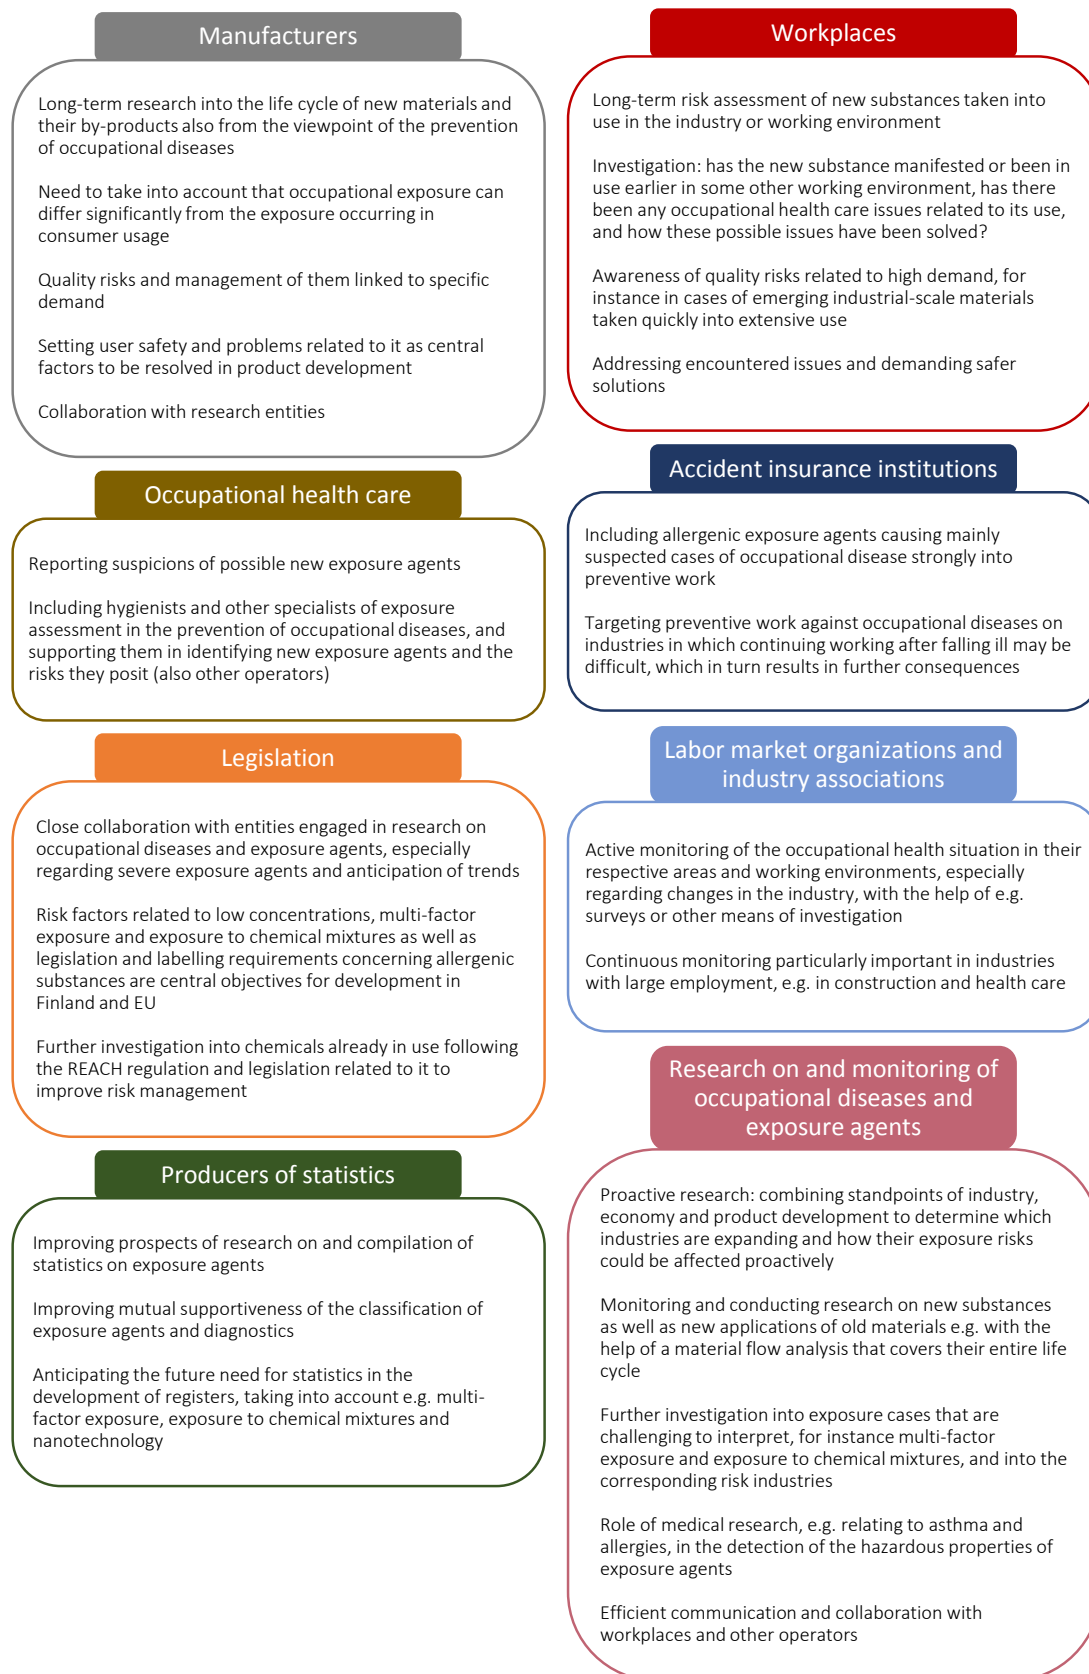 Manufacturers
Long-term research into the life cycle of new materials and
their by-products also from the viewpoint of the prevention
of occupational diseases
Need to take into account that occupational exposure can
differ significantly from the exposure occurring in
consumer usage
Quality risks and management of them linked to specific
demand
Setting user safety and problems related to it as central
factors to be resolved in product development
Collaboration with research entities
Workplaces
Long-term risk assessment of new substances taken into
use in the industry or working environment
Investigation: has the new substance manifested or been in
use earlier in some other working environment, has there
been any occupational health care issues related to its use,
and how these possible issues have been solved?
Awareness of quality risks related to high demand, for
instance in cases of emerging industrial-scale materials
taken quickly into extensive use
Addressing encountered issues and demanding safer
solutions
Occupational health care
Reporting suspicions of possible new exposure agents
Including hygienists and other specialists of exposure
assessment in the prevention of occupational diseases, and
supporting them in identifying new exposure agents and the
risks they posit (also other operators)
Accident insurance institutions
Including allergenic exposure agents causing mainly
suspected cases of occupational disease strongly into
preventive work
Targeting preventive work against occupational diseases on
industries in which continuing working after falling ill may be
difficult, which in turn results in further consequences
Legislation
Close collaboration with entities engaged in research on
occupational diseases and exposure agents, especially
regarding severe exposure agents and anticipation of trends
Risk factors related to low concentrations, multi-factor
exposure and exposure to chemical mixtures as well as
legislation and labelling requirements concerning allergenic
substances are central objectives for development in
Finland and EU
Further investigation into chemicals already in use following
the REACH regulation and legislation related to it to
improve risk management
Labor market organizations and
industry associations
Active monitoring of the occupational health situation in their
respective areas and working environments, especially
regarding changes in the industry, with the help of e.g.
surveys or other means of investigation
Continuous monitoring particularly important in industries
with large employment, e.g. in construction and health care
Producers of statistics
Improving prospects of research on and compilation of
statistics on exposure agents
Improving mutual supportiveness of the classification of
exposure agents and diagnostics
Anticipating the future need for statistics in the
development of registers, taking into account e.g. multi-
factor exposure, exposure to chemical mixtures and
nanotechnology
Research on and monitoring of
occupational diseases and
exposure agents
Proactive research: combining standpoints of industry,
economy and product development to determine which
industries are expanding and how their exposure risks
could be affected proactively
Monitoring and conducting research on new substances
as well as new applications of old materials e.g. with the
help of a material flow analysis that covers their entire life
cycle
Further investigation into exposure cases that are
challenging to interpret, for instance multi-factor
exposure and exposure to chemical mixtures, and into the
corresponding risk industries
Role of medical research, e.g. relating to asthma and
allergies, in the detection of the hazardous properties of
exposure agents
Efficient communication and collaboration with
workplaces and other operators